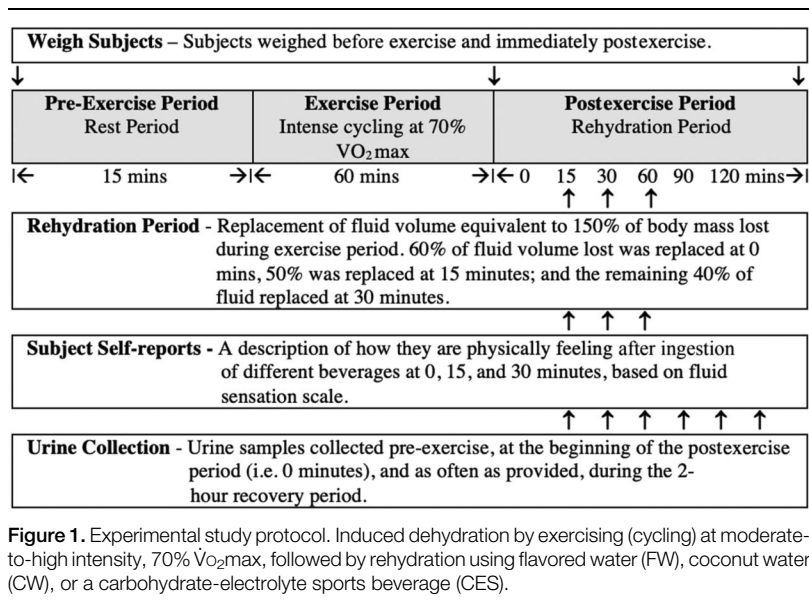 Weigh Subjects – Subjects weighed before exercise and immediately postexercise.
Pre-Exercise Period
Rest Period
Exercise Period
Intense cycling at 70%
VO₂max
Postexercise Period
Rehydration Period
15 mins
60 mins
0 15 30 60 90 120 mins
Rehydration Period - Replacement of fluid volume equivalent to 150% of body mass lost
during exercise period. 60% of fluid volume lost was replaced at 0
mins, 50% was replaced at 15 minutes; and the remaining 40% of
fluid replaced at 30 minutes.
Subject Self-reports - A description of how they are physically feeling after ingestion
of different beverages at 0, 15, and 30 minutes, based on fluid
sensation scale.
Urine Collection - Urine samples collected pre-exercise, at the beginning of the postexercise
period (i.e. 0 minutes), and as often as provided, during the 2-
hour recovery period.
Figure 1. Experimental study protocol. Induced dehydration by exercising (cycling) at moderate-
to-high intensity, 70% V̇O₂max, followed by rehydration using flavored water (FW), coconut water
(CW), or a carbohydrate-electrolyte sports beverage (CES).